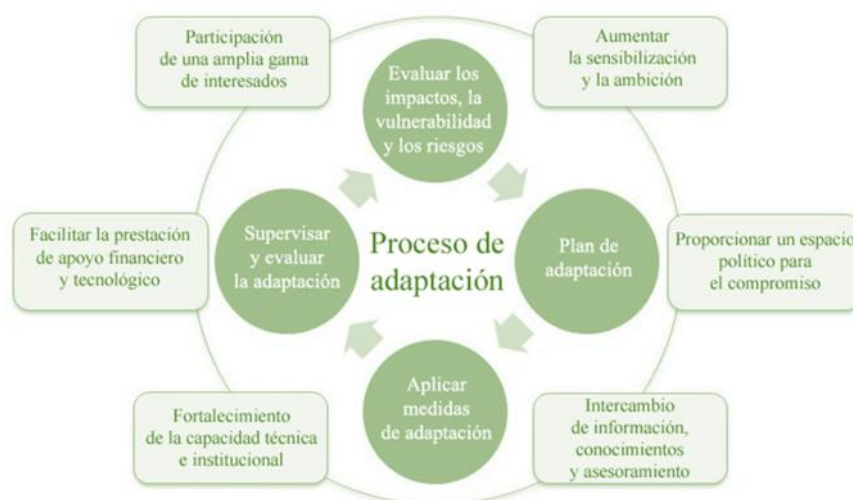 Participación
de una amplia gama
de interesados
Aumentar
la sensibilización
y la ambición
Evaluar los
impactos, la
vulnerabilidad
y los riesgos
Facilitar la prestación
de apoyo financiero
y tecnológico
Supervisar
y evaluar
la adaptación
Proceso de
adaptación
Plan de
adaptación
Proporcionar un espacio
político para
el compromiso
Aplicar
medidas
de adaptación
Fortalecimiento
de la capacidad técnica
e institucional
Intercambio
de información,
conocimientos
y asesoramiento